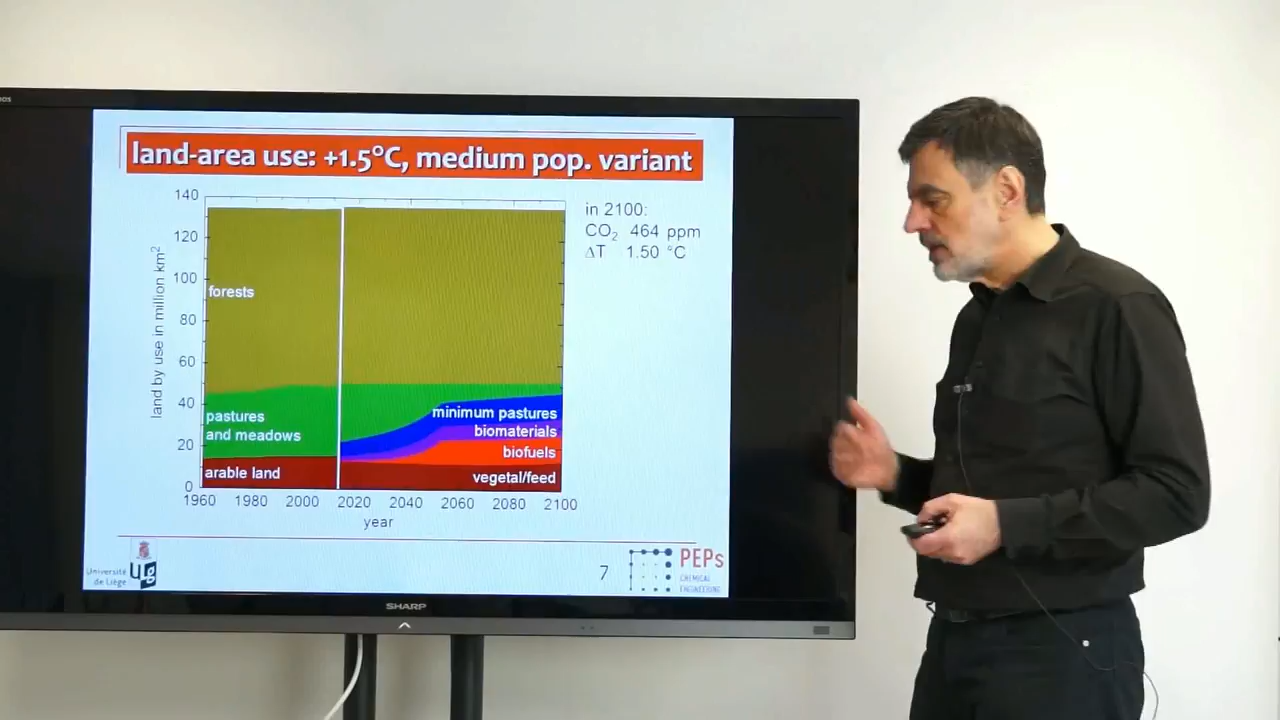 land-area use: +1.5°C, medium pop. variant
140
120
100
80
60
40
20
0
land by use in million km²
forests
pastures
and meadows
arable land
minimum pastures
biomaterials
biofuels
vegetal/feed
1960 1980 2000 2020 2040 2060 2080 2100
year
in 2100:
CO₂ 464 ppm
ΔT 1.50 °C
Université
de Liège
7
PEPs
CHEMICAL
ENGINEERING
SHARP